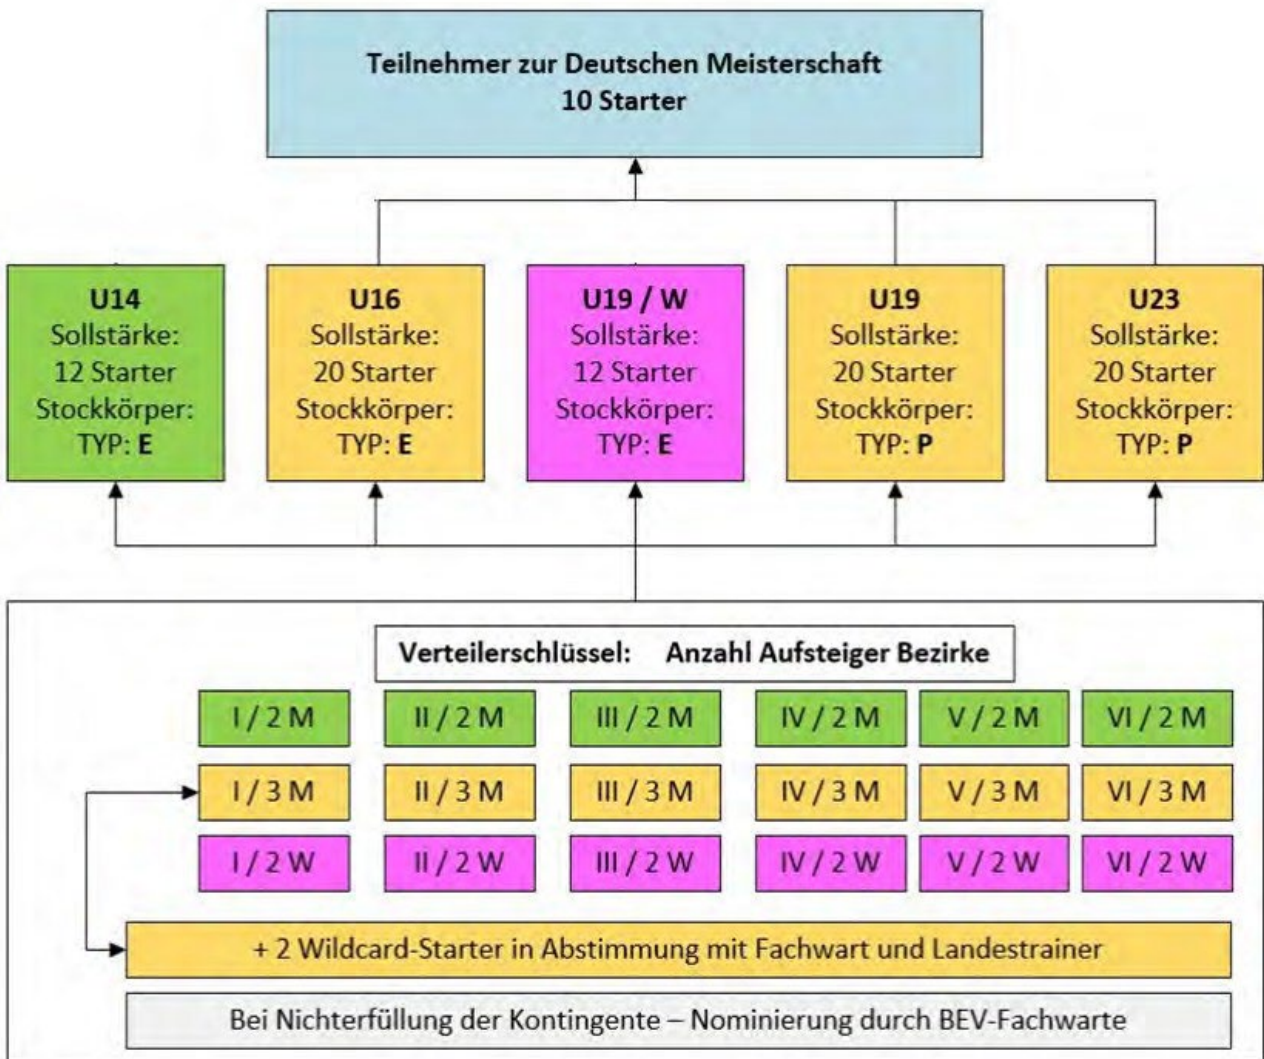 Teilnehmer zur Deutschen Meisterschaft
10 Starter
U14
Sollstärke:
12 Starter
Stockkörper:
TYP: E
U16
Sollstärke:
20 Starter
Stockkörper:
TYP: E
U19 / W
Sollstärke:
12 Starter
Stockkörper:
TYP: E
U19
Sollstärke:
20 Starter
Stockkörper:
TYP: P
U23
Sollstärke:
20 Starter
Stockkörper:
TYP: P
Verteilerschlüssel: Anzahl Aufsteiger Bezirke
I / 2 M II / 2 M III / 2 M IV / 2 M V / 2 M VI / 2 M
I / 3 M II / 3 M III / 3 M IV / 3 M V / 3 M VI / 3 M
I / 2 W II / 2 W III / 2 W IV / 2 W V / 2 W VI / 2 W
+ 2 Wildcard-Starter in Abstimmung mit Fachwart und Landestrainer
Bei Nichterfüllung der Kontingente – Nominierung durch BEV-Fachwarte